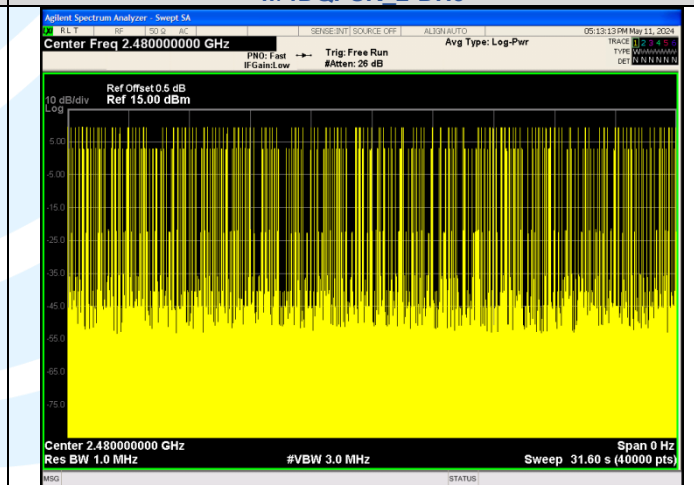 Agilent Spectrum Analyzer - Swept SA
RLT RF 50 Ω AC SENSE:INT SOURCE OFF ALIGN AUTO 05:13:13 PM May 11, 2024
Center Freq 2.480000000 GHz
Avg Type: Log-Pwr
TRACE 1 2 3 4 5 6
PNO: Fast Trig: Free Run
TYPE
IFGain:Low #Atten: 26 dB
DET N N N N N N
Ref Offset 0.5 dB
10 dB/div Ref 15.00 dBm
Log
5.00
-5.00
-15.0
-25.0
-35.0
-45.0
-55.0
-65.0
-75.0
Center 2.480000000 GHz Span 0 Hz
Res BW 1.0 MHz #VBW 3.0 MHz Sweep 31.60 s (40000 pts)
MSG STATUS